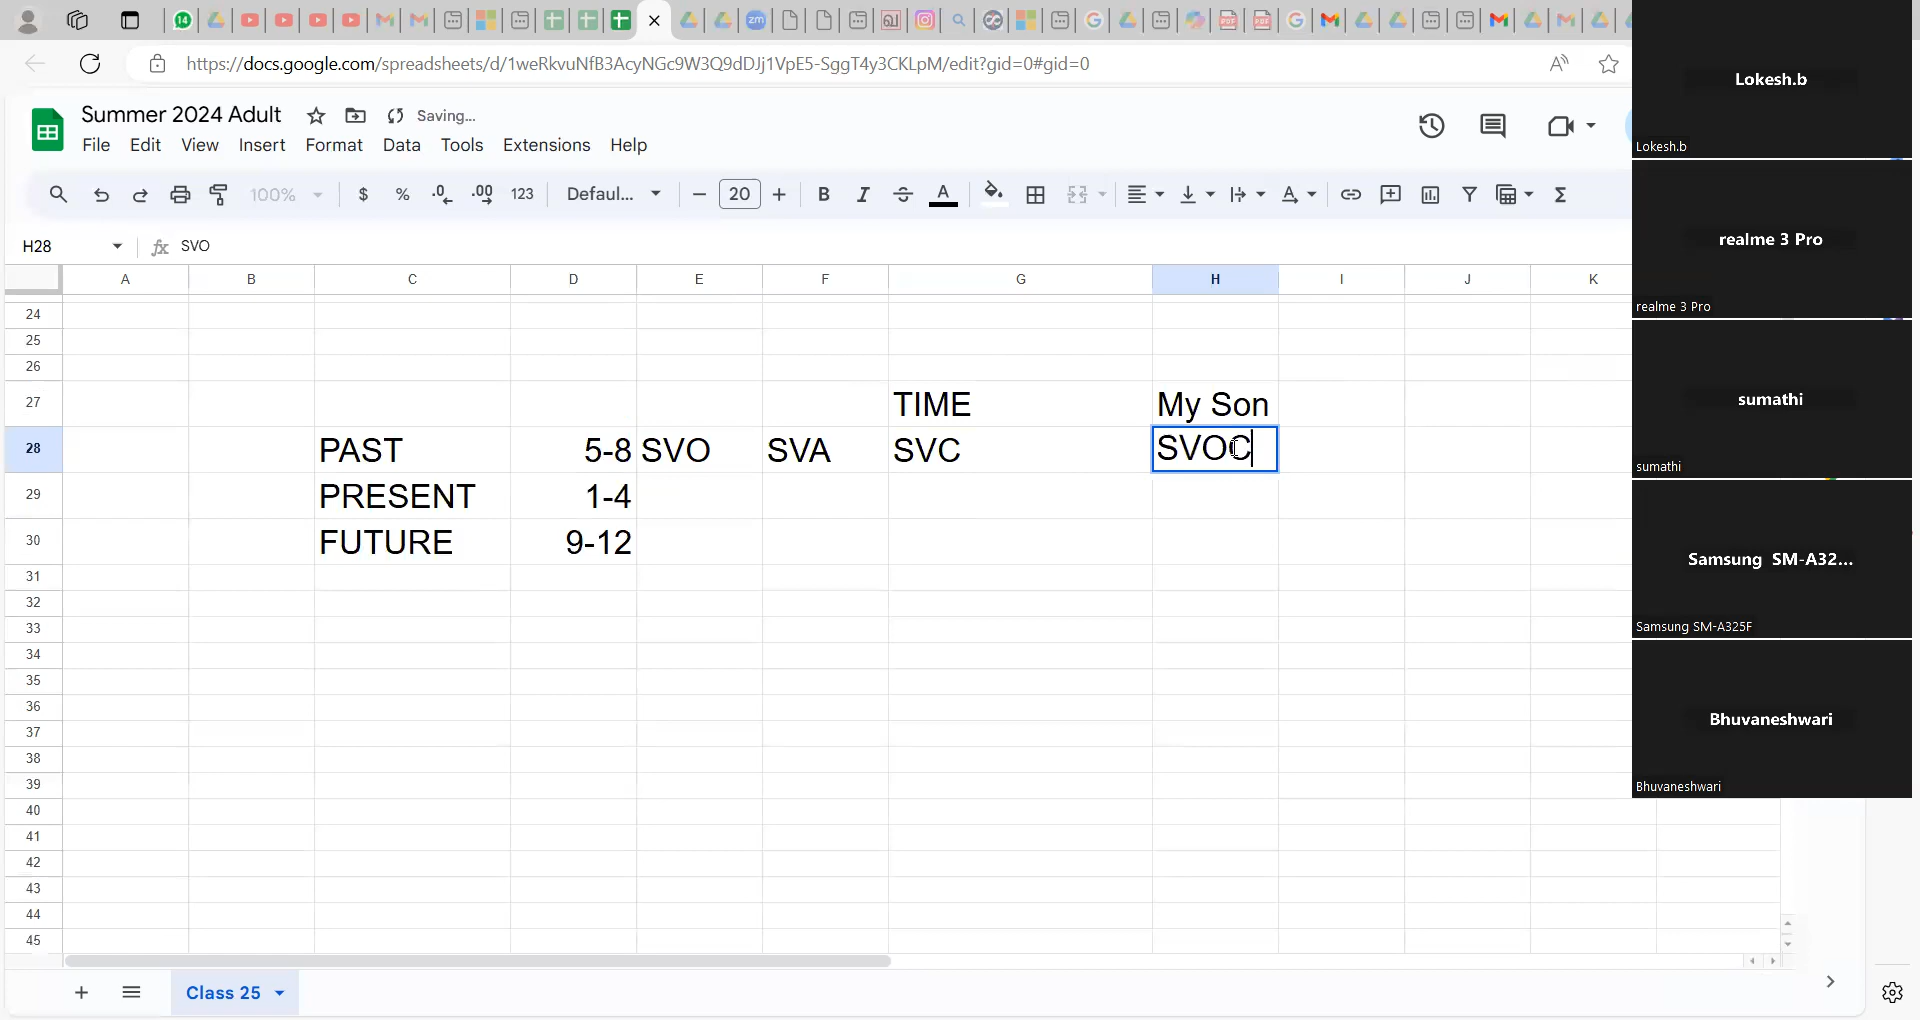 14
https://docs.google.com/spreadsheets/d/1weRkvuNfB3AcyNGc9W3Q9dDJj1VpE5-SggT4y3CKLpM/edit?gid=0#gid=0
Summer 2024 Adult Saving...
File Edit View Insert Format Data Tools Extensions Help
100% $ % .0 .00 123 Defaul... 20 B I S A
H28 fx SVO
A B C D E F G H I J K
24
25
26
27 TIME My Son
28 PAST 5-8 SVO SVA SVC SVOC
29 PRESENT 1-4
30 FUTURE 9-12
31
32
33
34
35
36
37
38
39
40
41
42
43
44
45
Class 25
Lokesh.b
Lokesh.b
realme 3 Pro
realme 3 Pro
sumathi
sumathi
Samsung SM-A32...
Samsung SM-A325F
Bhuvaneshwari
Bhuvaneshwari